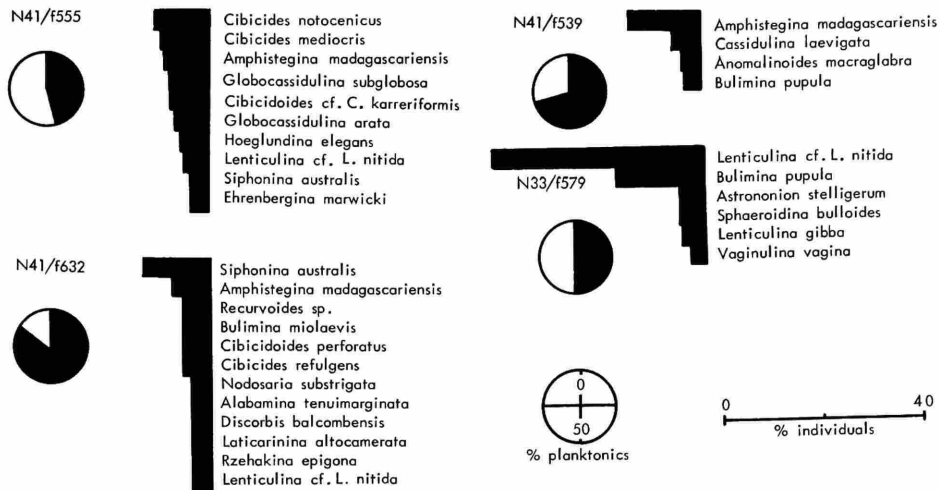 N41/f555
Cibicides notocenicus
Cibicides mediocris
Amphistegina madagascariensis
Globocassidulina subglobosa
Cibicidoides cf. C. karreriformis
Globocassidulina arata
Hoeglundina elegans
Lenticulina cf. L. nitida
Siphonina australis
Ehrenbergina marwicki
N41/f632
Siphonina australis
Amphistegina madagascariensis
Recurvoides sp.
Bulimina miolaevis
Cibicidoides perforatus
Cibicides refulgens
Nodosaria substrigata
Alabamina tenuimarginata
Discorbis balcombensis
Laticarinina altocamerata
Rzehakina epigona
Lenticulina cf. L. nitida
N41/f539
Amphistegina madagascariensis
Cassidulina laevigata
Anomalinoides macraglabra
Bulimina pupula
N33/f579
Lenticulina cf. L. nitida
Bulimina pupula
Astrononion stelligerum
Sphaeroidina bulloides
Lenticulina gibba
Vaginulina vagina
0
50
% planktonics
0 40
% individuals